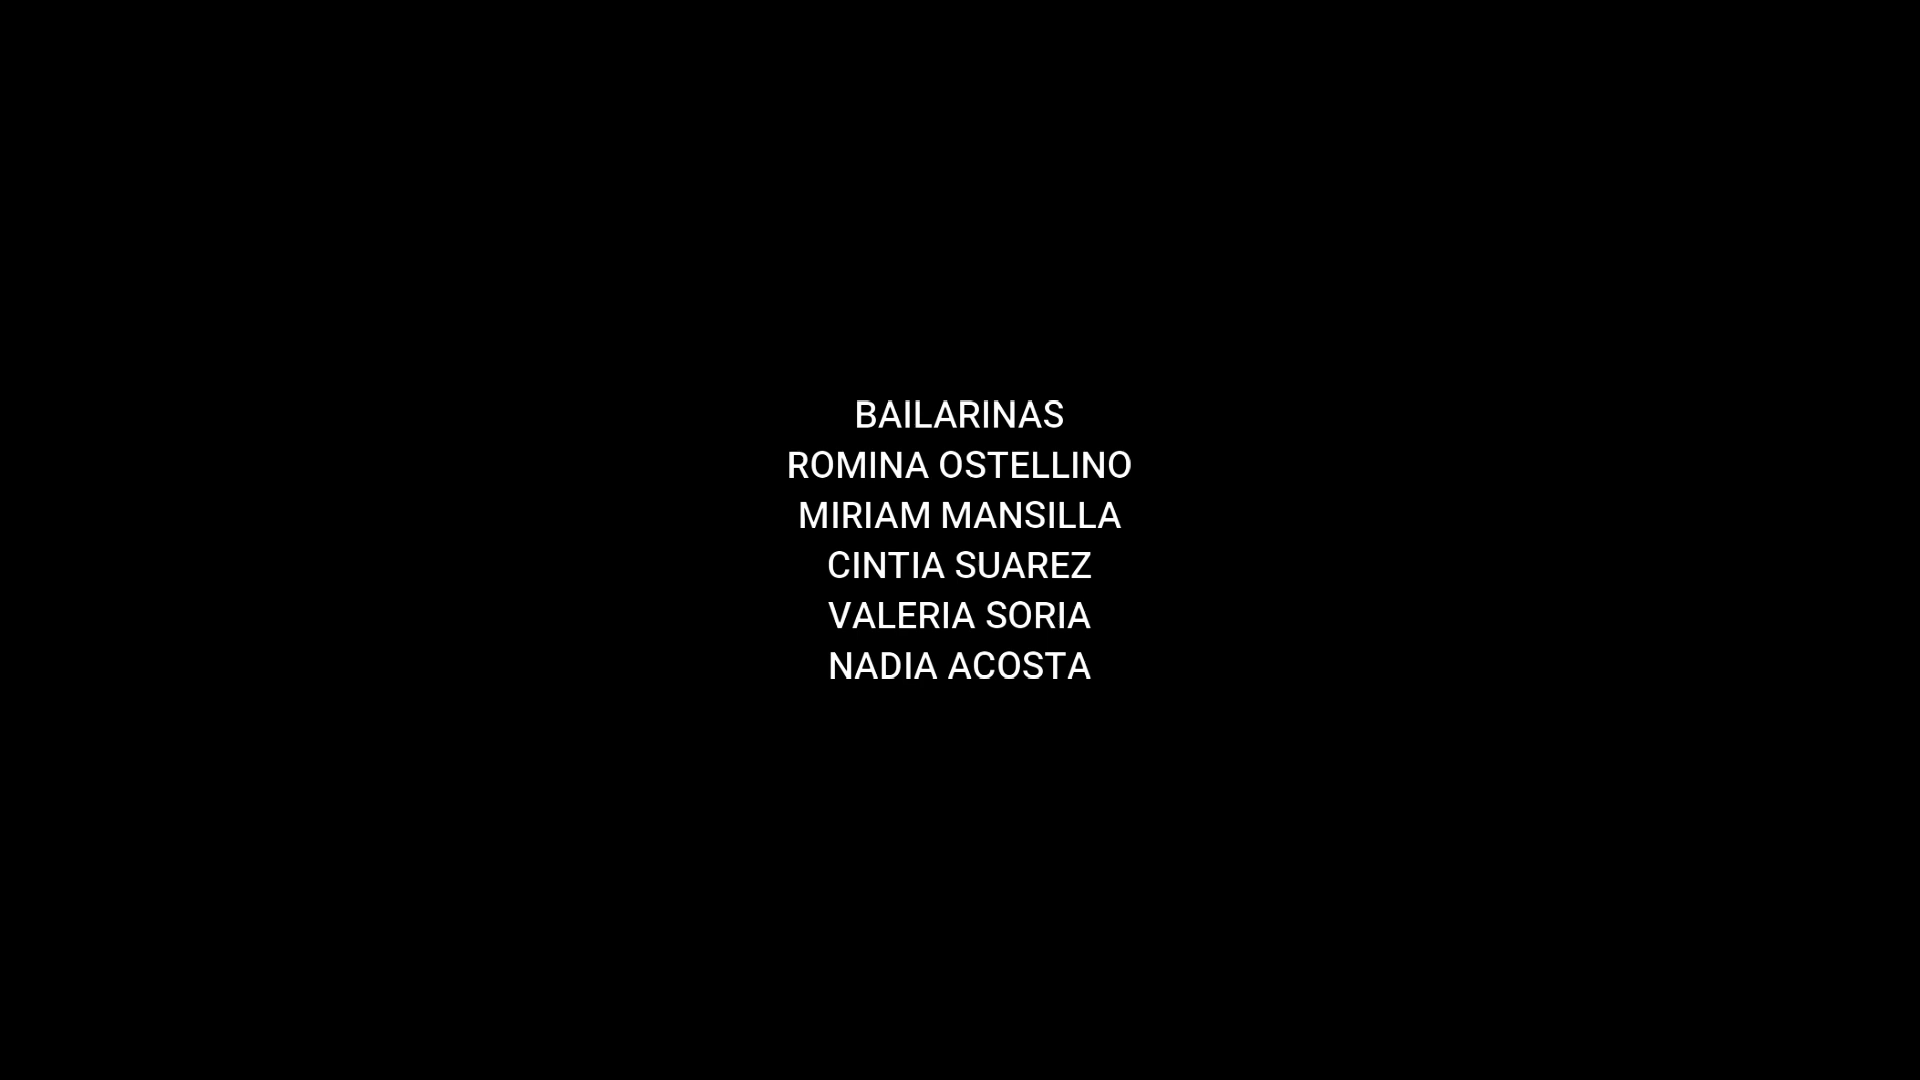 BAILARINAS
ROMINA OSTELLINO
MIRIAM MANSILLA
CINTIA SUAREZ
VALERIA SORIA
NADIA ACOSTA